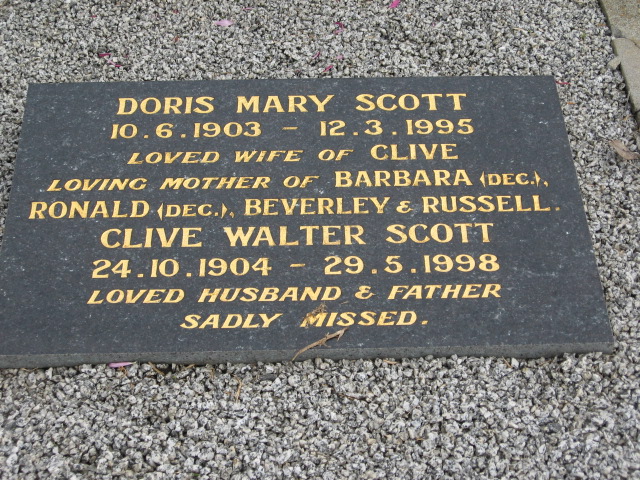 DORIS MARY SCOTT
10.6.1903 - 12.3.1995
LOVED WIFE OF CLIVE
LOVING MOTHER OF BARBARA (DEC.),
RONALD (DEC.), BEVERLEY & RUSSELL.
CLIVE WALTER SCOTT
24.10.1904 - 29.5.1998
LOVED HUSBAND & FATHER
SADLY MISSED.